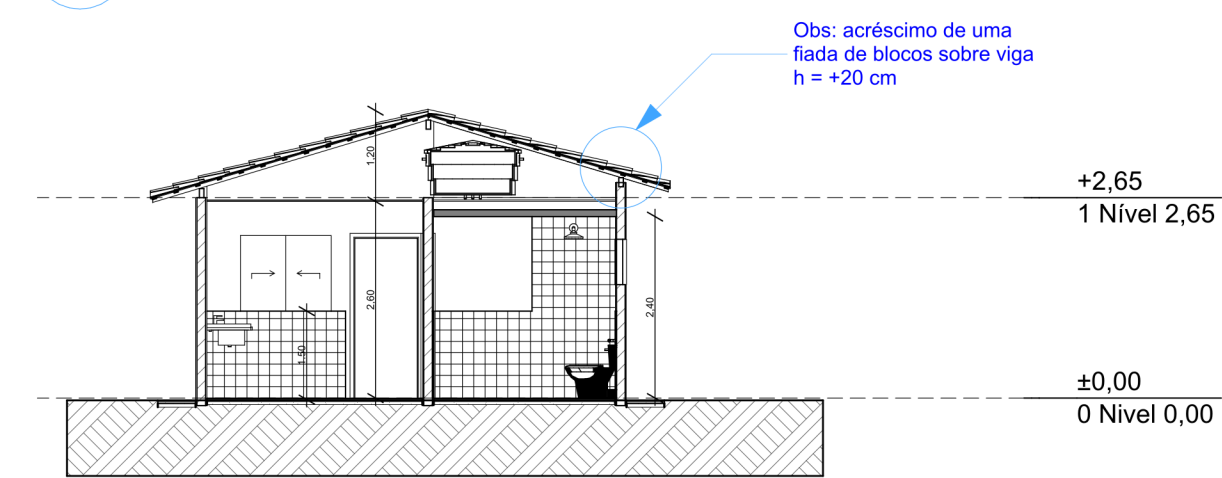 Obs: acréscimo de uma
fiada de blocos sobre viga
h = +20 cm
1,20
+2,65
1 Nível 2,65
2,60
2,40
1,50
±0,00
0 Nivel 0,00